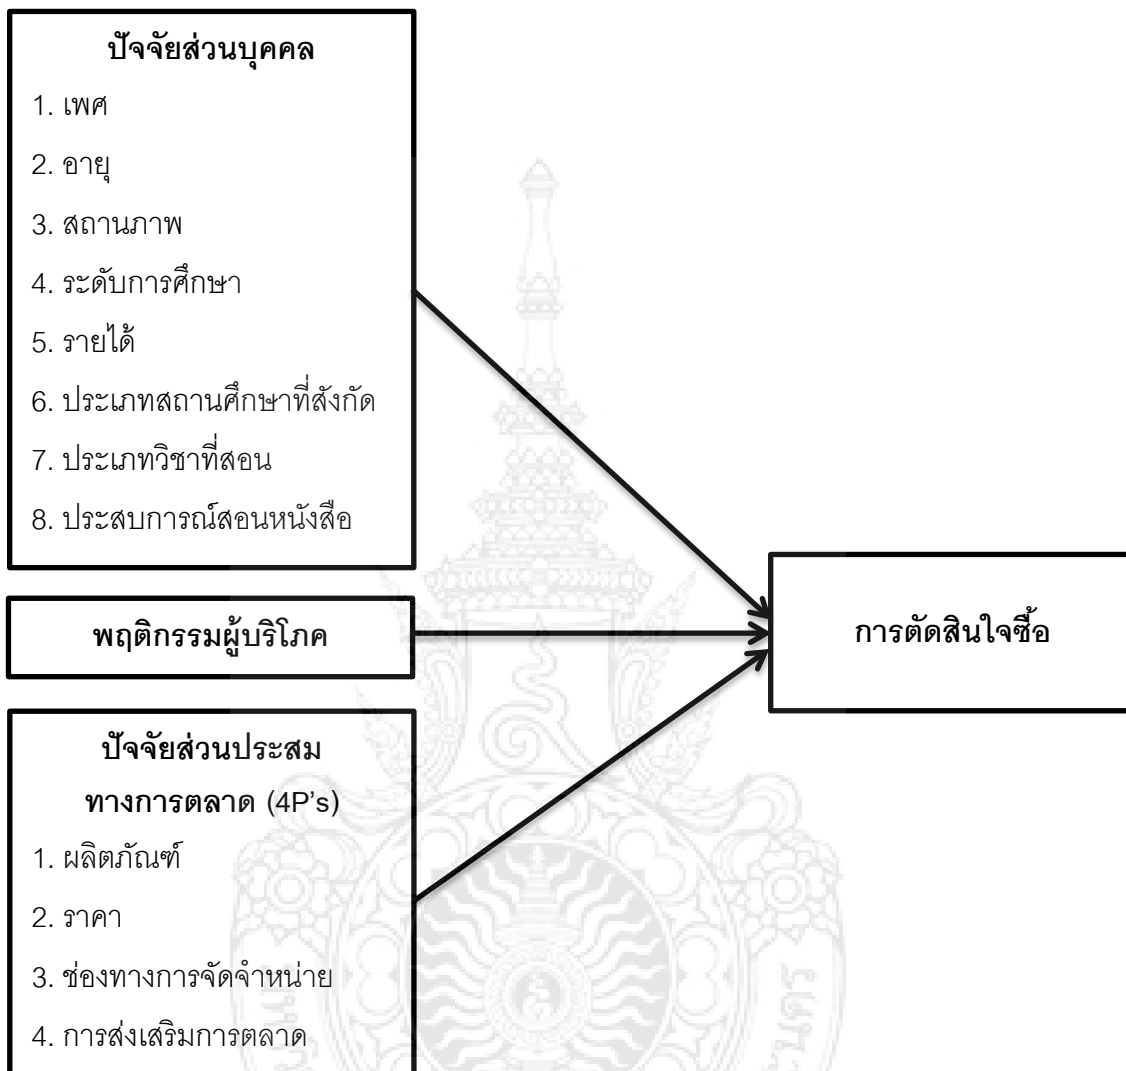 ปัจจัยส่วนบุคคล
1. เพศ
2. อายุ
3. สถานภาพ
4. ระดับการศึกษา
5. รายได้
6. ประเภทสถานศึกษาที่สังกัด
7. ประเภทวิชาที่สอน
8. ประสบการณ์สอนหนังสือ
พฤติกรรมผู้บริโภค
การตัดสินใจซื้อ
ปัจจัยส่วนประสม
ทางการตลาด (4P's)
1. ผลิตภัณฑ์
2. ราคา
3. ช่องทางการจัดจำหน่าย
4. การส่งเสริมการตลาด